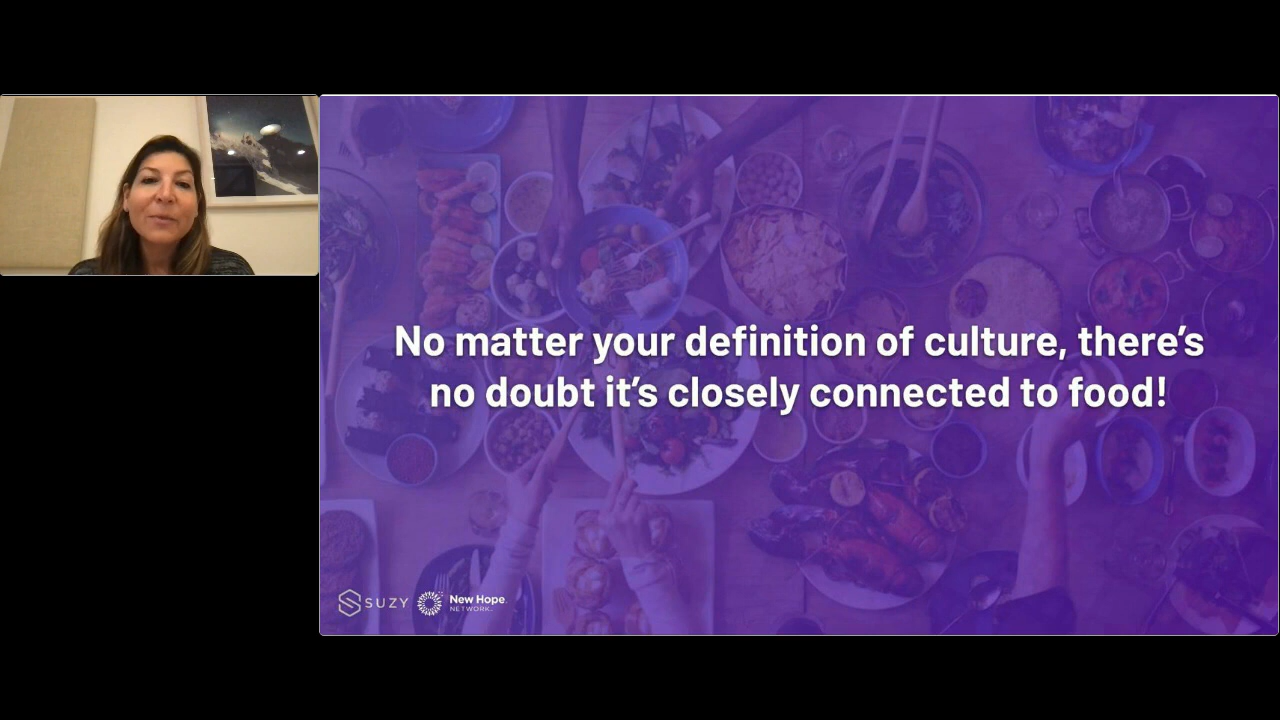 No matter your definition of culture, there’s
no doubt it’s closely connected to food!
SUZY
New Hope
NETWORK